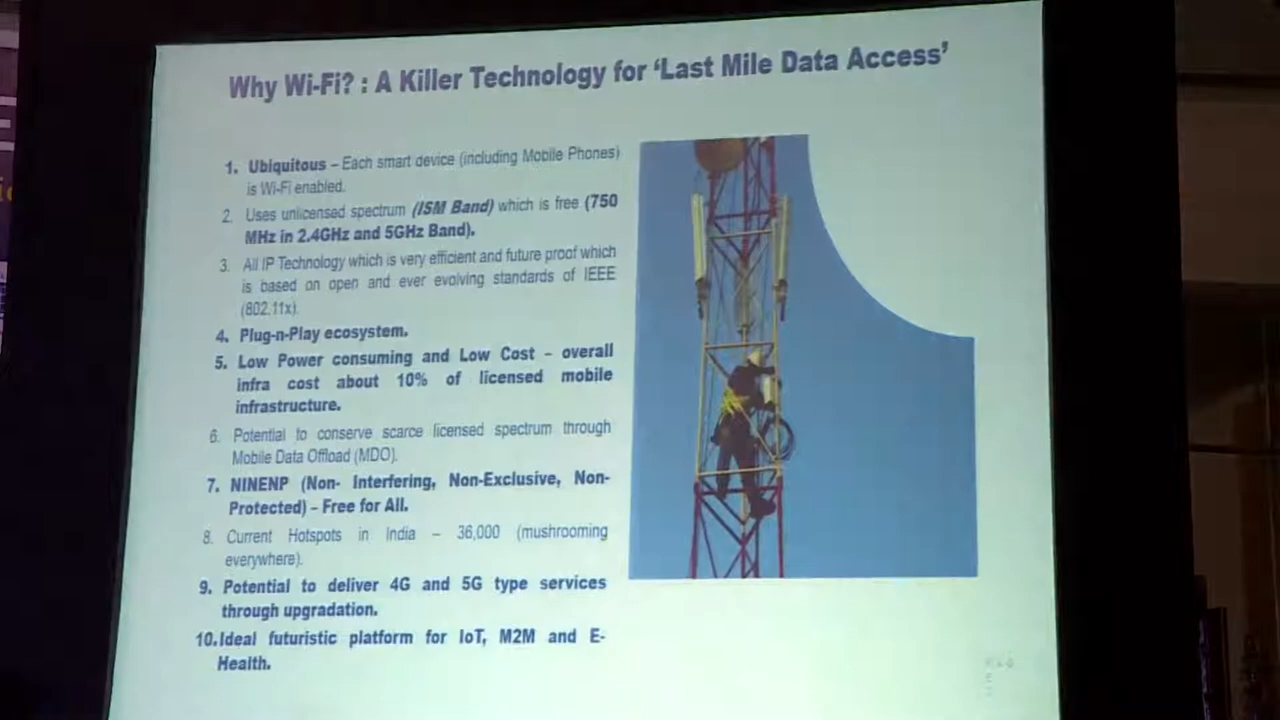 Why Wi-Fi? : A Killer Technology for ‘Last Mile Data Access’
1. Ubiquitous – Each smart device (including Mobile Phones)
is Wi-Fi enabled.
2. Uses unlicensed spectrum (ISM Band) which is free (750
MHz in 2.4GHz and 5GHz Band).
3. All IP Technology which is very efficient and future proof which
is based on open and ever evolving standards of IEEE
(802.11x).
4. Plug-n-Play ecosystem.
5. Low Power consuming and Low Cost – overall
infra cost about 10% of licensed mobile
infrastructure.
6. Potential to conserve scarce licensed spectrum through
Mobile Data Offload (MDO).
7. NINENP (Non- Interfering, Non-Exclusive, Non-
Protected) – Free for All.
8. Current Hotspots in India – 36,000 (mushrooming
everywhere).
9. Potential to deliver 4G and 5G type services
through upgradation.
10. Ideal futuristic platform for IoT, M2M and E-
Health.